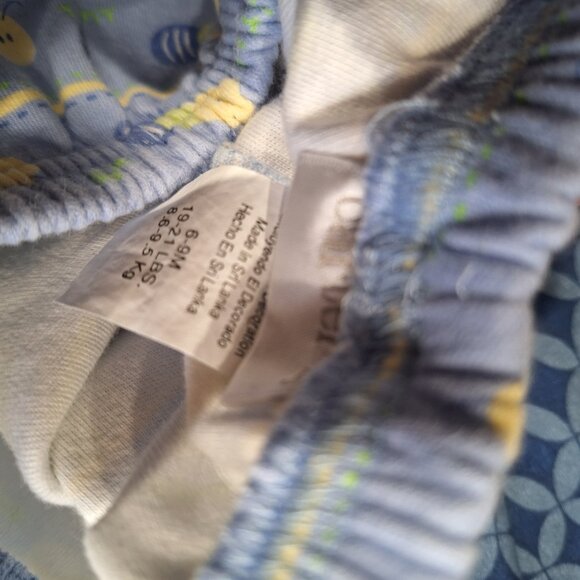 El Decorado
Made in Sri Lanka
Hecho En Sri Lanka
6-9M
19-21 LBS.
8.6-9.5 Kg